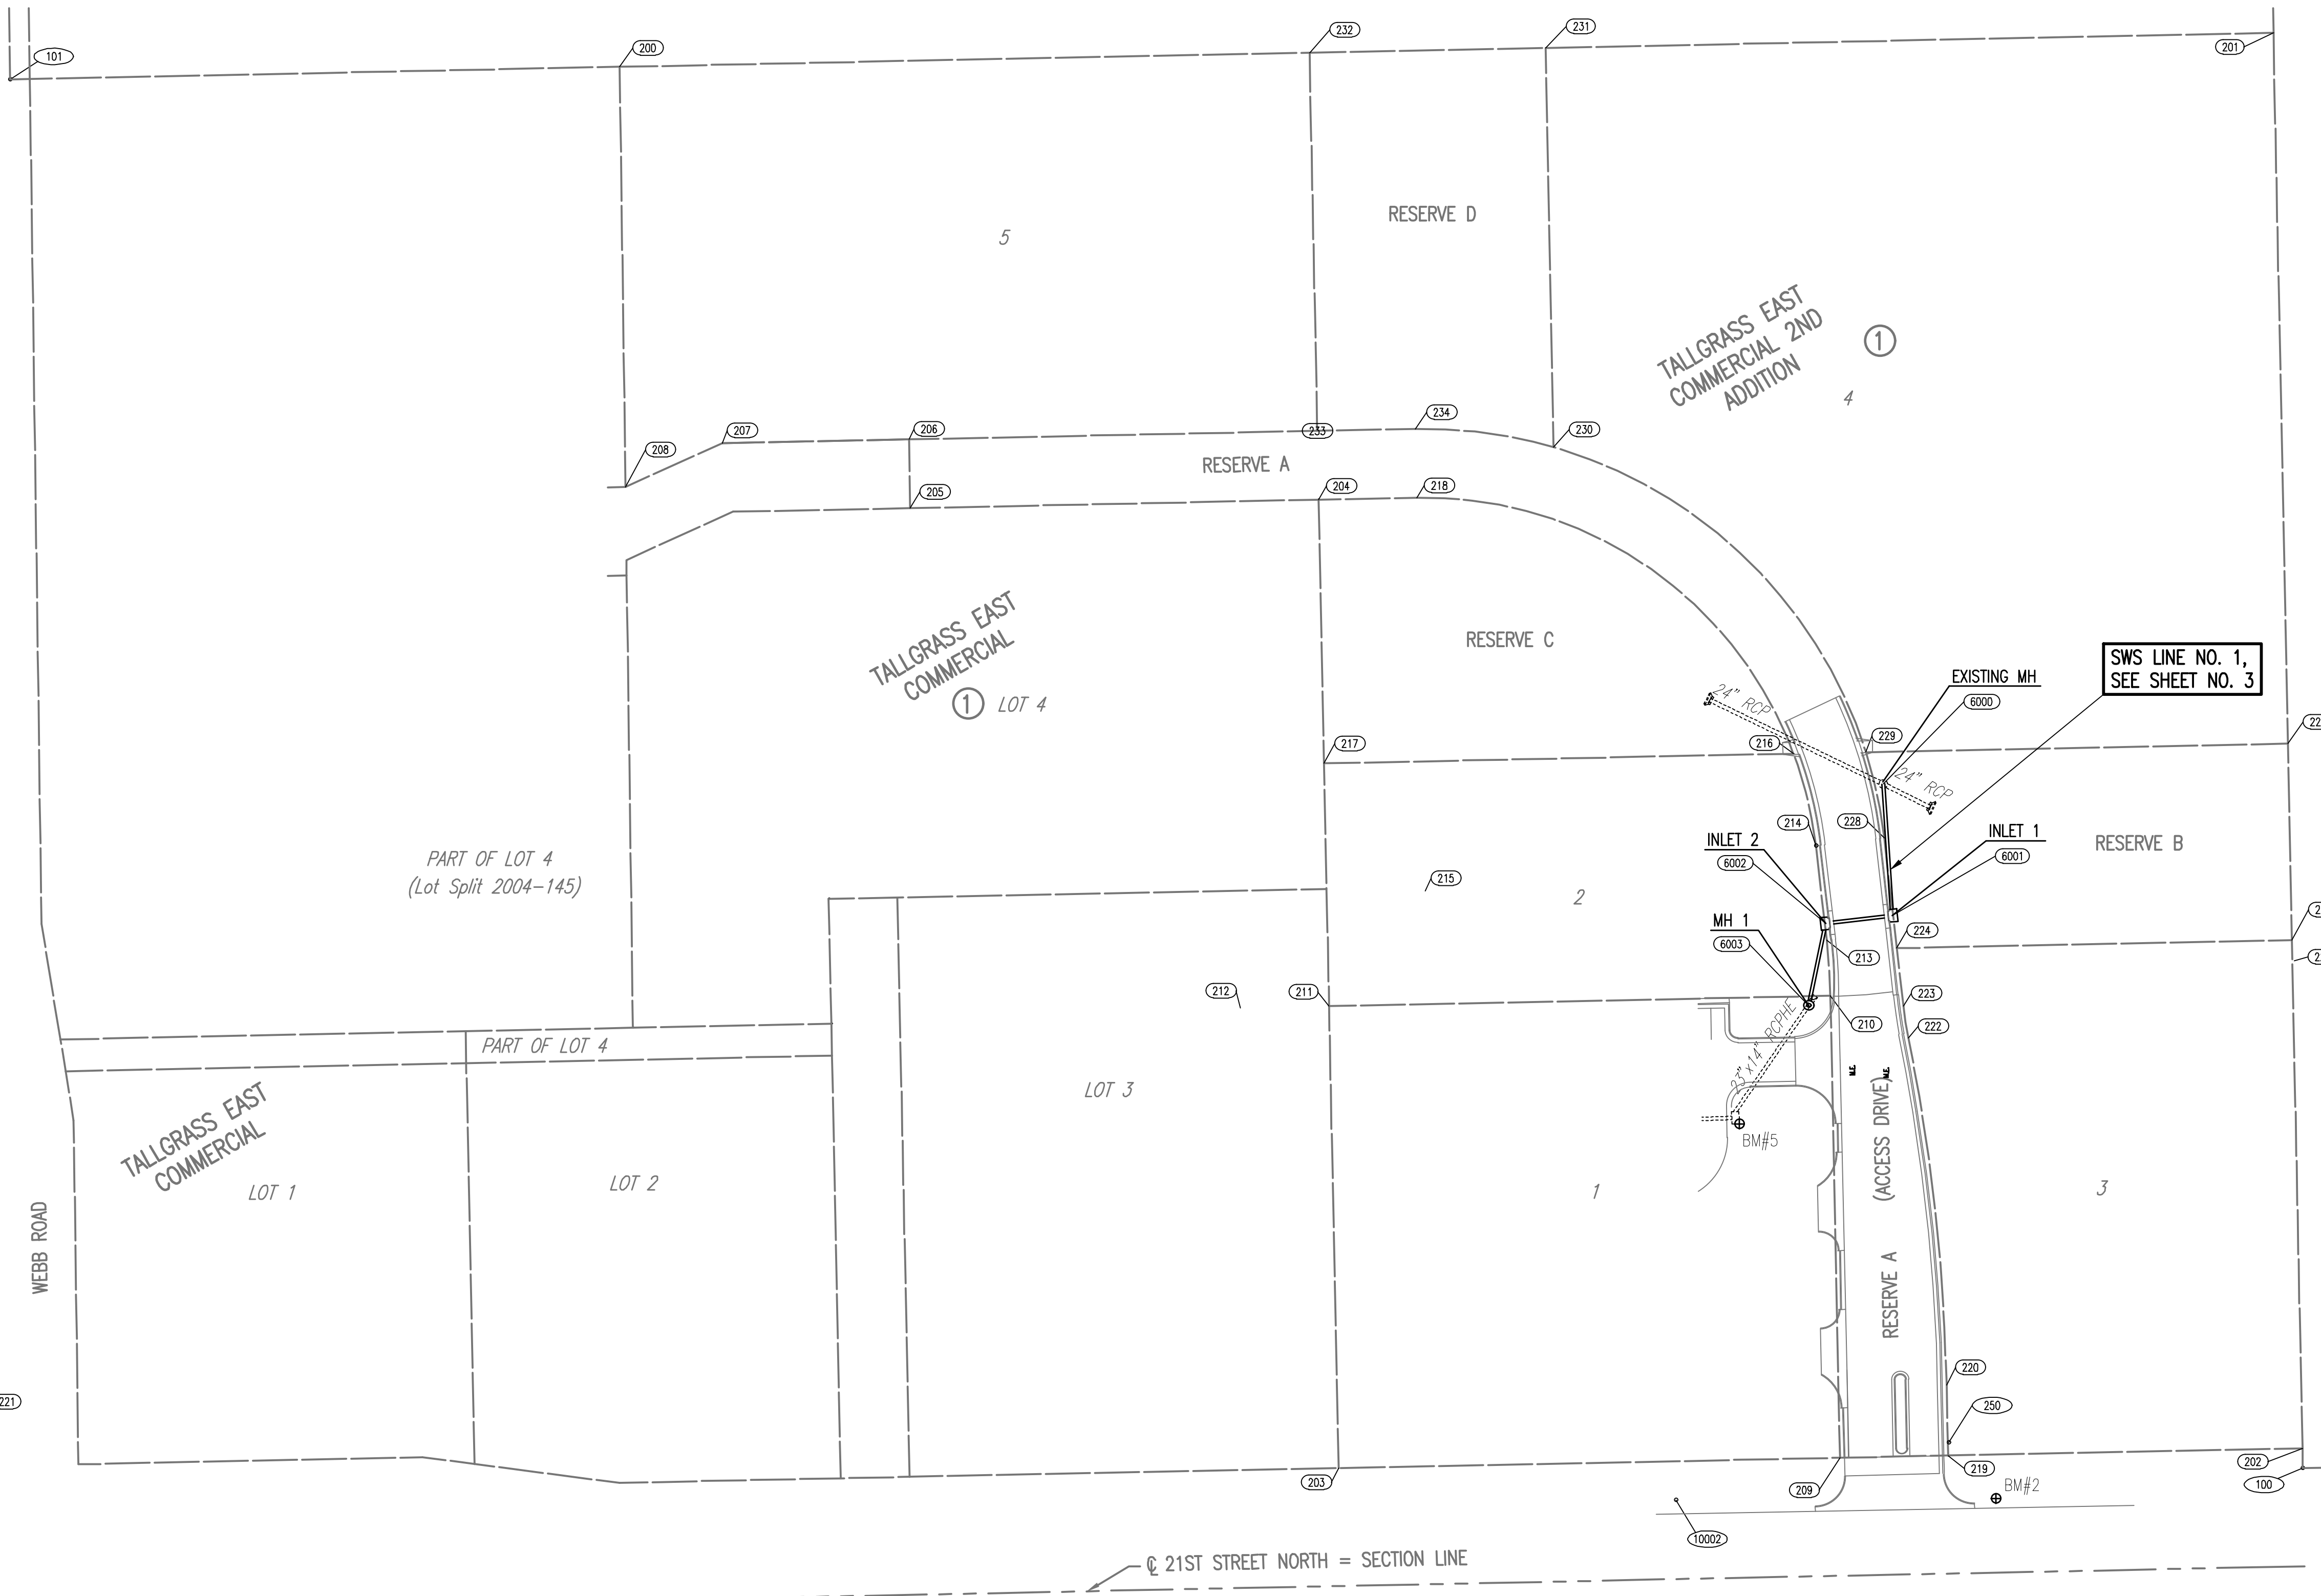 101
200
232
231
201
RESERVE D
5
TALLGRASS EAST
COMMERCIAL 2ND
ADDITION
1
4
207
206
233
234
230
208
RESERVE A
205
204
218
TALLGRASS EAST
COMMERCIAL
1
LOT 4
RESERVE C
SWS LINE NO. 1,
SEE SHEET NO. 3
EXISTING MH
6000
24" RCP
217
216
229
24" RCP
214
228
INLET 2
6002
INLET 1
6001
RESERVE B
PART OF LOT 4
(Lot Split 2004-145)
215
2
MH 1
6003
213
224
212
211
210
223
222
23"x14" RCPHE
PART OF LOT 4
M.E.
M.E.
LOT 3
TALLGRASS EAST
COMMERCIAL
LOT 1
LOT 2
BM#5
1
(ACCESS DRIVE)
RESERVE A
3
WEBB ROAD
221
220
250
203
209
219
202
100
BM#2
10002
℄ 21ST STREET NORTH = SECTION LINE